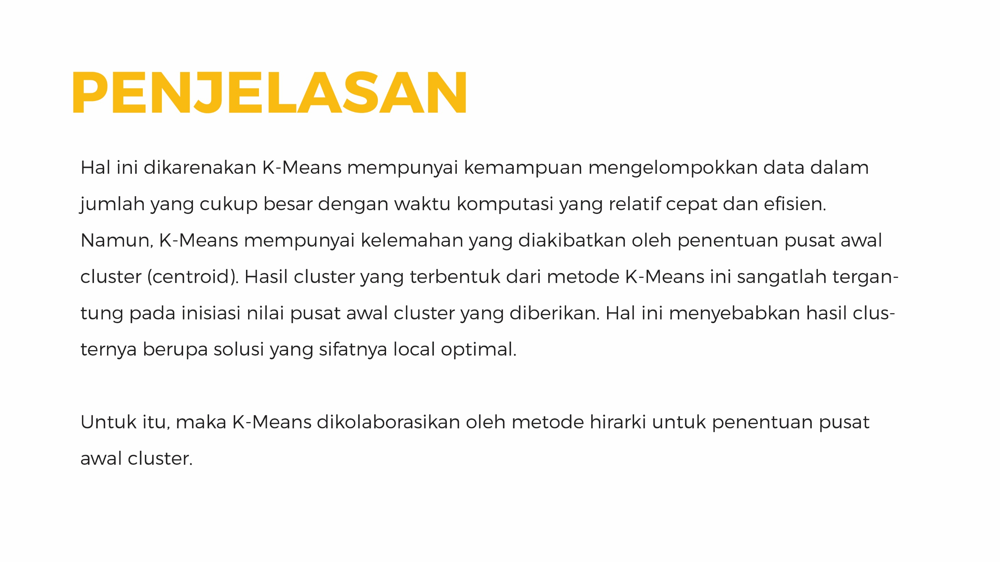 PENJELASAN
Hal ini dikarenakan K-Means mempunyai kemampuan mengelompokkan data dalam
jumlah yang cukup besar dengan waktu komputasi yang relatif cepat dan efisien.
Namun, K-Means mempunyai kelemahan yang diakibatkan oleh penentuan pusat awal
cluster (centroid). Hasil cluster yang terbentuk dari metode K-Means ini sangatlah tergan-
tung pada inisiasi nilai pusat awal cluster yang diberikan. Hal ini menyebabkan hasil clus-
ternya berupa solusi yang sifatnya local optimal.
Untuk itu, maka K-Means dikolaborasikan oleh metode hirarki untuk penentuan pusat
awal cluster.